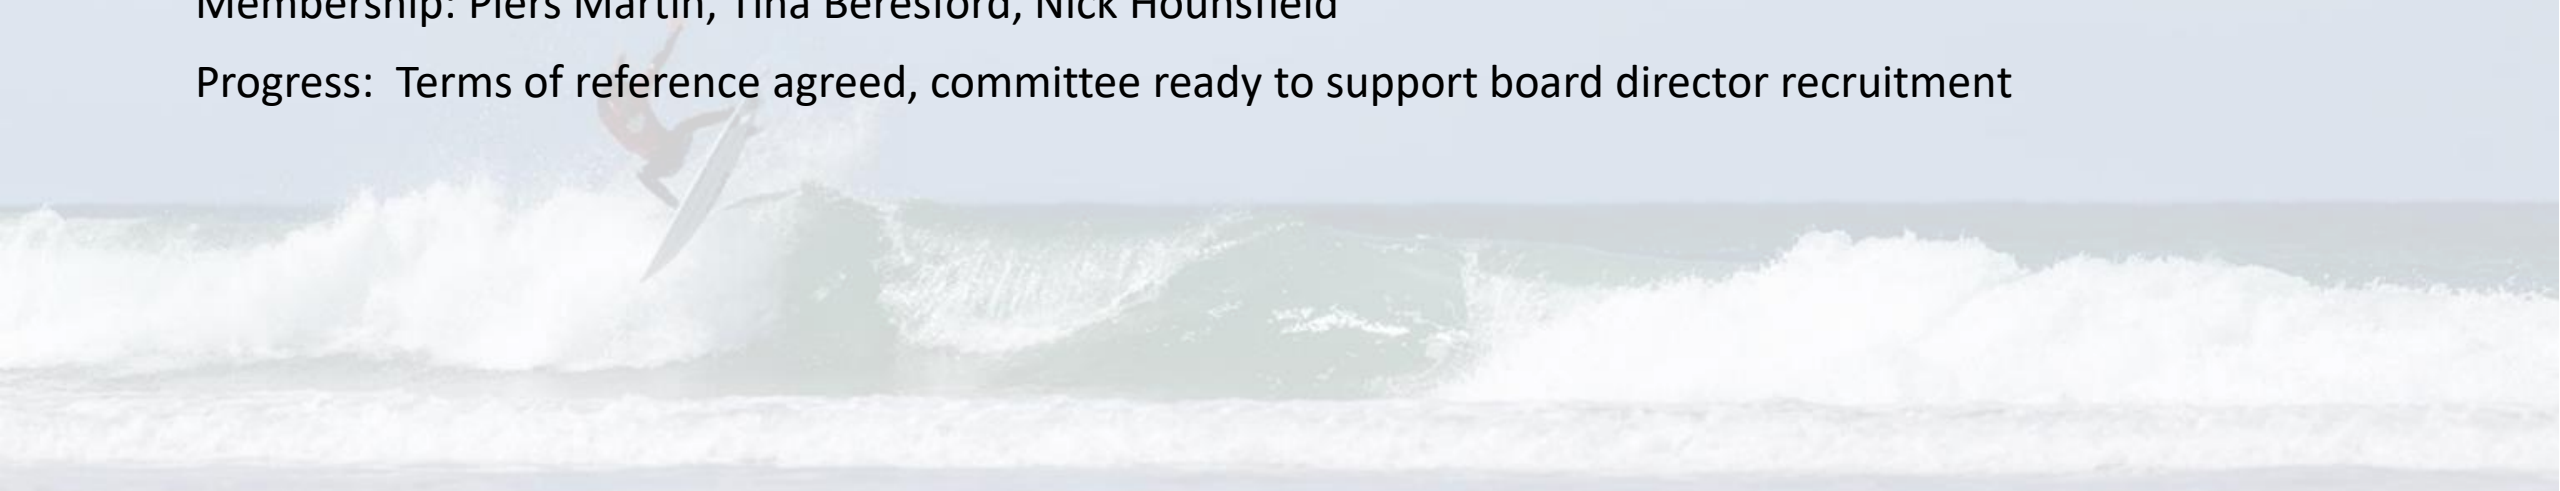 Membership: Piers Martin, Tina Beresford, Nick Hounsfield
Progress:  Terms of reference agreed, committee ready to support board director recruitment